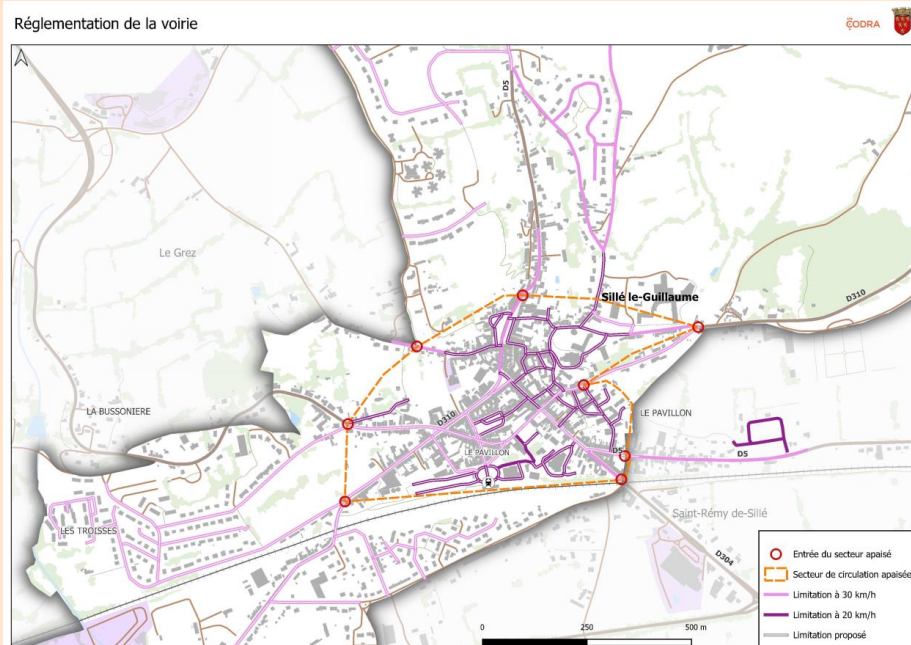 Réglementation de la voirie
CODRA
D5
Le Grez
Sillé le-Guillaume
D310
LA BUSSONIERE
D310
LE PAVILLON
LE PAVILLON
D5
D5
LES TROISSES
Saint-Rémy de-Sillé
D304
Entrée du secteur apaisé
Secteur de circulation apaisée
Limitation à 30 km/h
Limitation à 20 km/h
Limitation proposé
0 250 500 m